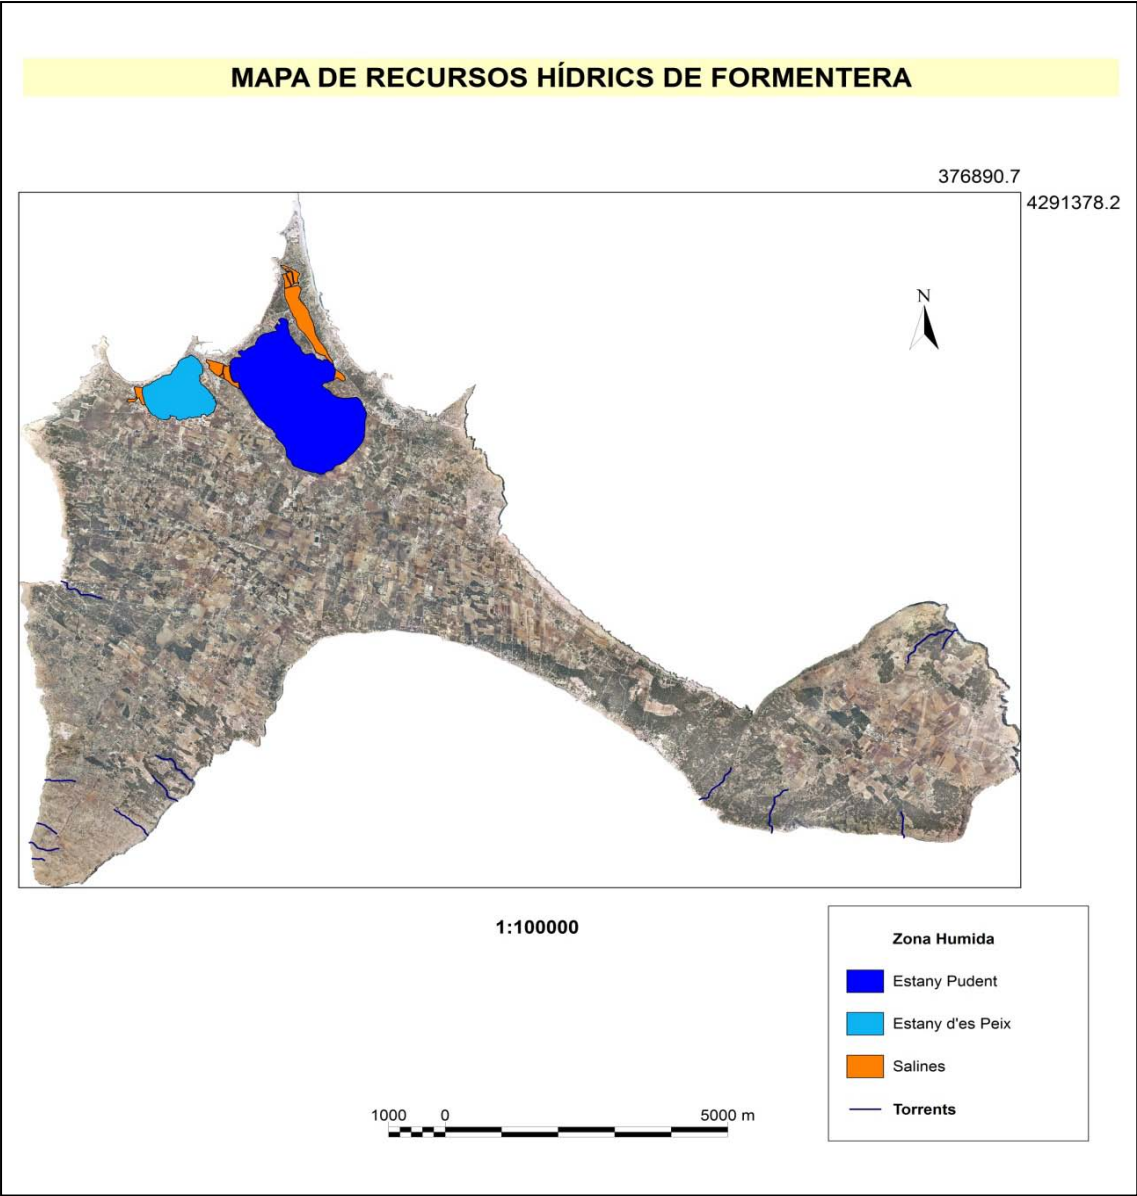 MAPA DE RECURSOS HÍDRICS DE FORMENTERA
376890.7
4291378.2
N
1:100000
Zona Humida
Estany Pudent
Estany d'es Peix
Salines
Torrents
1000 0 5000 m